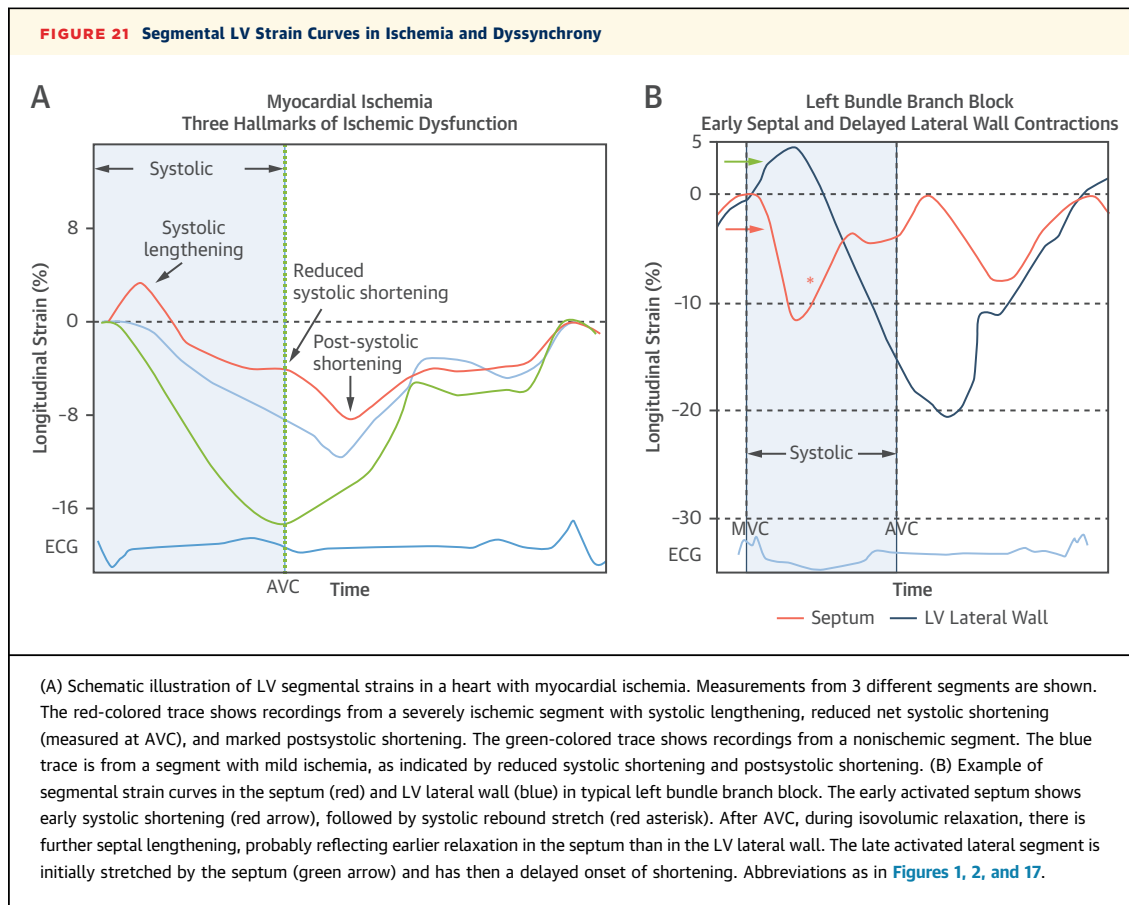 FIGURE 21 Segmental LV Strain Curves in Ischemia and Dyssynchrony
A
Myocardial Ischemia
Three Hallmarks of Ischemic Dysfunction
Systolic
Systolic
lengthening
Reduced
systolic shortening
Post-systolic
shortening
Longitudinal Strain (%)
8
0
-8
-16
ECG
AVC
Time
B
Left Bundle Branch Block
Early Septal and Delayed Lateral Wall Contractions
Longitudinal Strain (%)
5
0
-10
-20
-30
*
Systolic
MVC
AVC
ECG
Time
Septum
LV Lateral Wall
(A) Schematic illustration of LV segmental strains in a heart with myocardial ischemia. Measurements from 3 different segments are shown.
The red-colored trace shows recordings from a severely ischemic segment with systolic lengthening, reduced net systolic shortening
(measured at AVC), and marked postsystolic shortening. The green-colored trace shows recordings from a nonischemic segment. The blue
trace is from a segment with mild ischemia, as indicated by reduced systolic shortening and postsystolic shortening. (B) Example of
segmental strain curves in the septum (red) and LV lateral wall (blue) in typical left bundle branch block. The early activated septum shows
early systolic shortening (red arrow), followed by systolic rebound stretch (red asterisk). After AVC, during isovolumic relaxation, there is
further septal lengthening, probably reflecting earlier relaxation in the septum than in the LV lateral wall. The late activated lateral segment is
initially stretched by the septum (green arrow) and has then a delayed onset of shortening. Abbreviations as in Figures 1, 2, and 17.